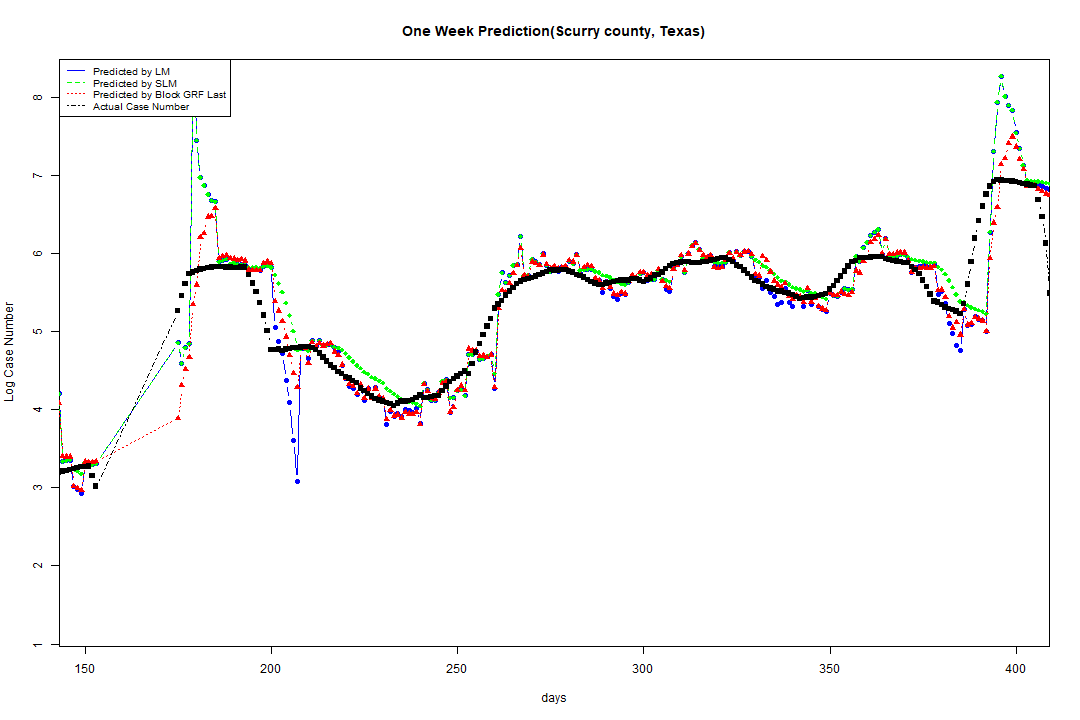 One Week Prediction(Scurry county, Texas)
Predicted by LM
Predicted by SLM
Predicted by Block GRF Last
Actual Case Number
8
7
6
5
4
3
2
1
Log Case Number
150 200 250 300 350 400
days